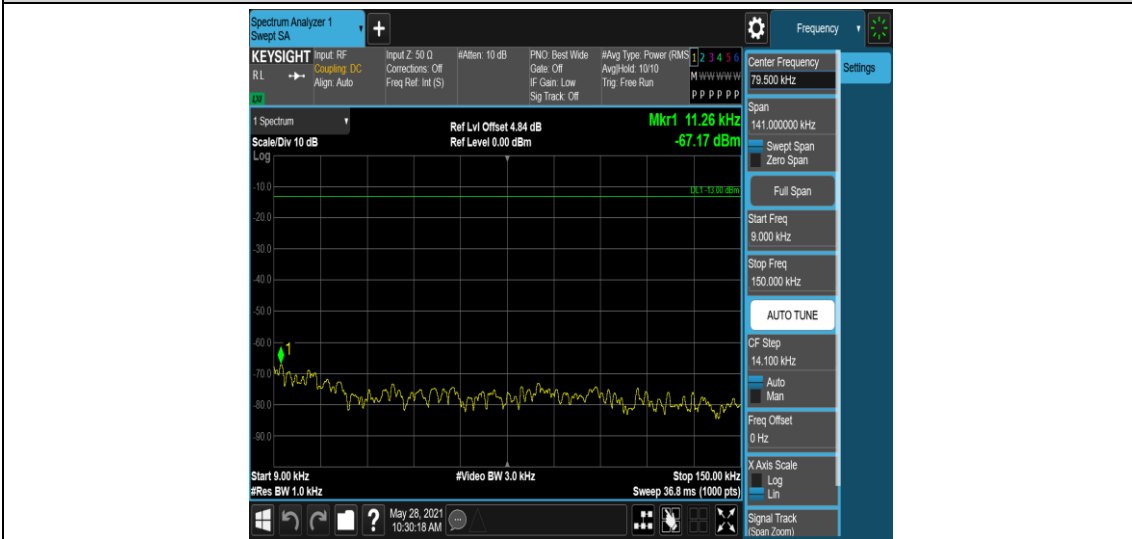 Spectrum Analyzer 1
Swept SA
+
Frequency
KEYSIGHT
RL
LXI
Input: RF
Coupling: DC
Align: Auto
Input Z: 50 Ω
Corrections: Off
Freq Ref: Int (S)
#Atten: 10 dB
PNO: Best Wide
Gate: Off
IF Gain: Low
Sig Track: Off
#Avg Type: Power (RMS
Avg|Hold: 10/10
Trig: Free Run
1 2 3 4 5 6
M W W W W W
P P P P P P
1 Spectrum
Scale/Div 10 dB
Log
Ref Lvl Offset 4.84 dB
Ref Level 0.00 dBm
Mkr1 11.26 kHz
-67.17 dBm
DL1 -13.00 dBm
-10.0
-20.0
-30.0
-40.0
-50.0
-60.0
-70.0
-80.0
-90.0
1
Start 9.00 kHz
#Res BW 1.0 kHz
#Video BW 3.0 kHz
Stop 150.00 kHz
Sweep 36.8 ms (1000 pts)
?
May 28, 2021
10:30:18 AM
Center Frequency
79.500 kHz
Span
141.000000 kHz
Swept Span
Zero Span
Full Span
Start Freq
9.000 kHz
Stop Freq
150.000 kHz
AUTO TUNE
CF Step
14.100 kHz
Auto
Man
Freq Offset
0 Hz
X Axis Scale
Log
Lin
Signal Track
(Span Zoom)
Settings